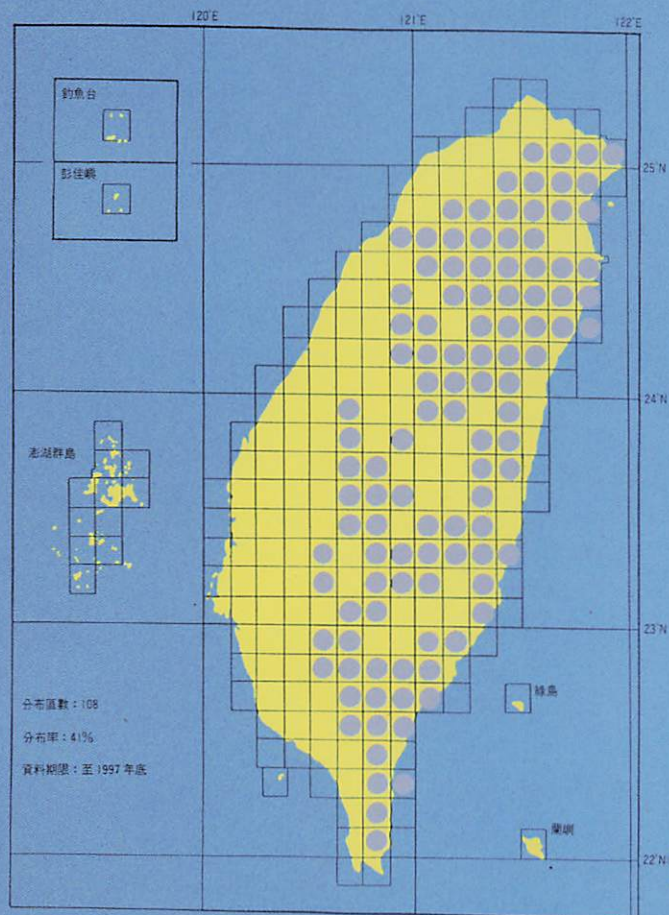 120°E
121°E
122°E
釣魚台
彭佳嶼
25°N
24°N
澎湖群島
23°N
綠島
分布區數：108
分布率：41%
資料期限：至1997年底
蘭嶼
22°N